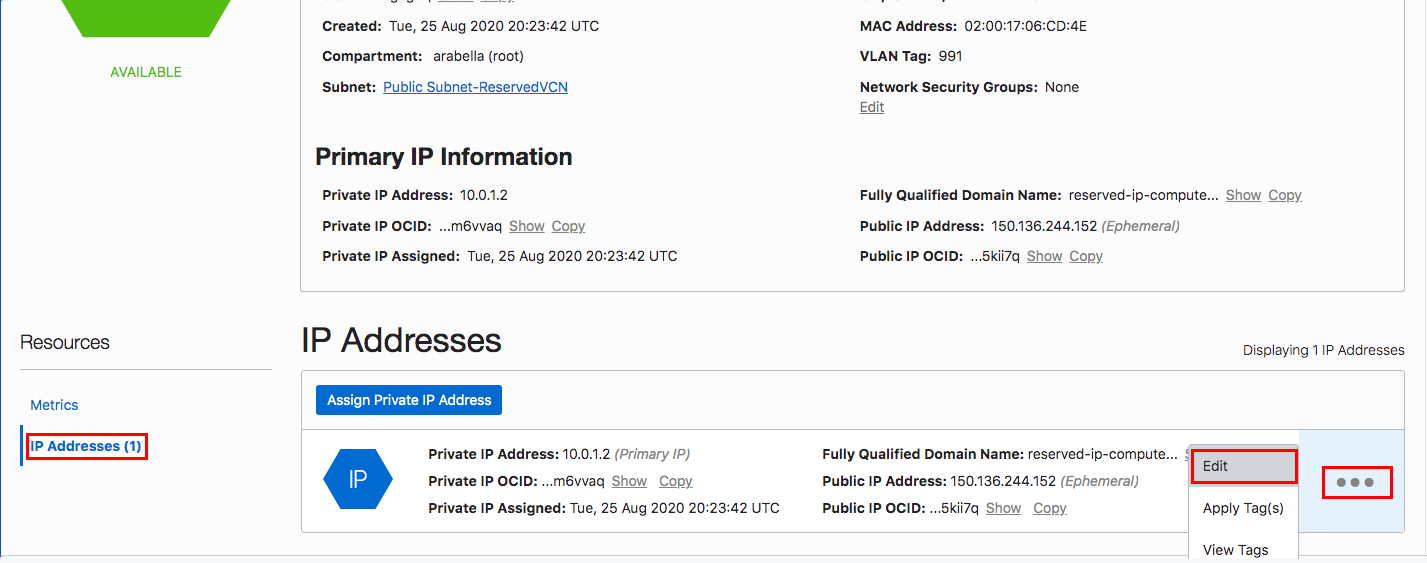 Created: Tue, 25 Aug 2020 20:23:42 UTC
MAC Address: 02:00:17:06:CD:4E
Compartment: arabella (root)
VLAN Tag: 991
AVAILABLE
Subnet: Public Subnet-ReservedVCN
Network Security Groups: None
Edit
Primary IP Information
Private IP Address: 10.0.1.2
Fully Qualified Domain Name: reserved-ip-compute... Show Copy
Private IP OCID: ...m6vvaq Show Copy
Public IP Address: 150.136.244.152 (Ephemeral)
Private IP Assigned: Tue, 25 Aug 2020 20:23:42 UTC
Public IP OCID: ...5kii7q Show Copy
Resources
Metrics
IP Addresses (1)
IP Addresses
Displaying 1 IP Addresses
Assign Private IP Address
IP
Private IP Address: 10.0.1.2 (Primary IP)
Private IP OCID: ...m6vvaq Show Copy
Private IP Assigned: Tue, 25 Aug 2020 20:23:42 UTC
Fully Qualified Domain Name: reserved-ip-compute...
Public IP Address: 150.136.244.152 (Ephemeral)
Public IP OCID: ...5kii7q Show Copy
Edit
Apply Tag(s)
View Tags